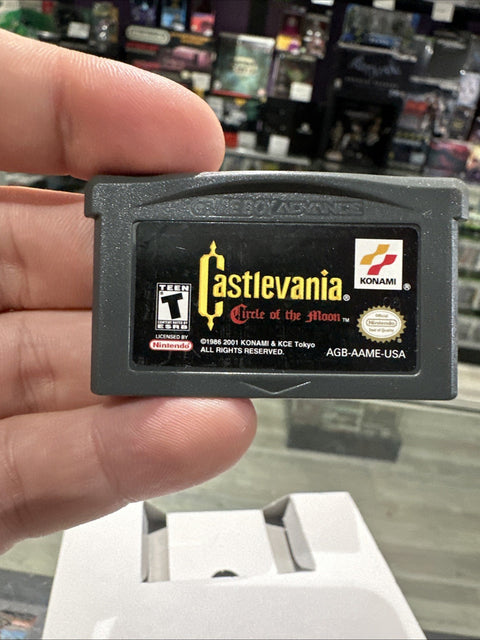 GAME BOY ADVANCE
Castlevania®
Circle of the Moon™
KONAMI ®
TEEN
T
ESRB
LICENSED BY
Nintendo
©1986 2001 KONAMI & KCE Tokyo
ALL RIGHTS RESERVED.
Official
Nintendo
Seal of Quality
AGB-AAME-USA